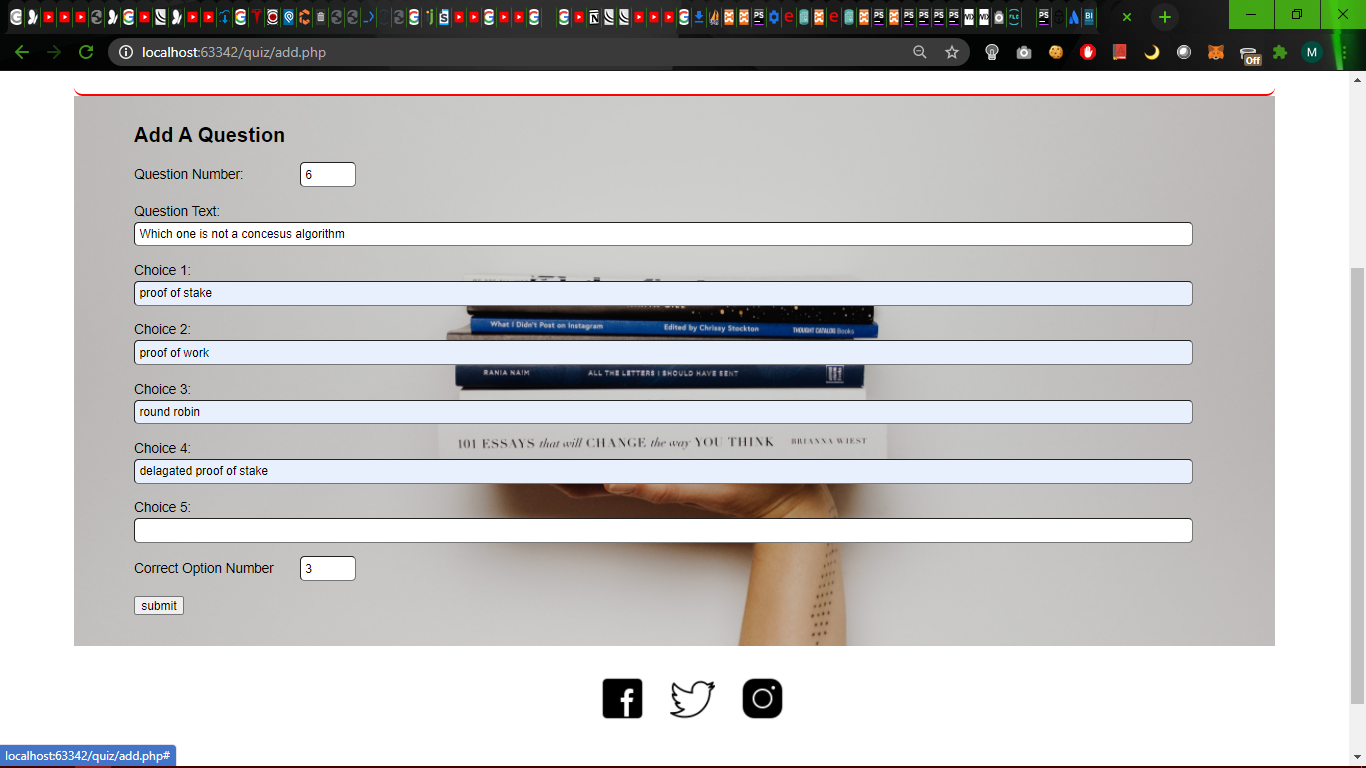 localhost:63342/quiz/add.php
Off
M
Add A Question
Question Number:
6
Question Text:
Which one is not a concesus algorithm
Choice 1:
proof of stake
What I Didn't Post on Instagram Edited by Chrissy Stockton THOUGHT CATALOG Books
Choice 2:
proof of work
RANIA NAIM ALL THE LETTERS I SHOULD HAVE SENT
Choice 3:
round robin
101 ESSAYS that will CHANGE the way YOU THINK BRIANNA WIEST
Choice 4:
delagated proof of stake
Choice 5:
Correct Option Number
3
submit
localhost:63342/quiz/add.php#